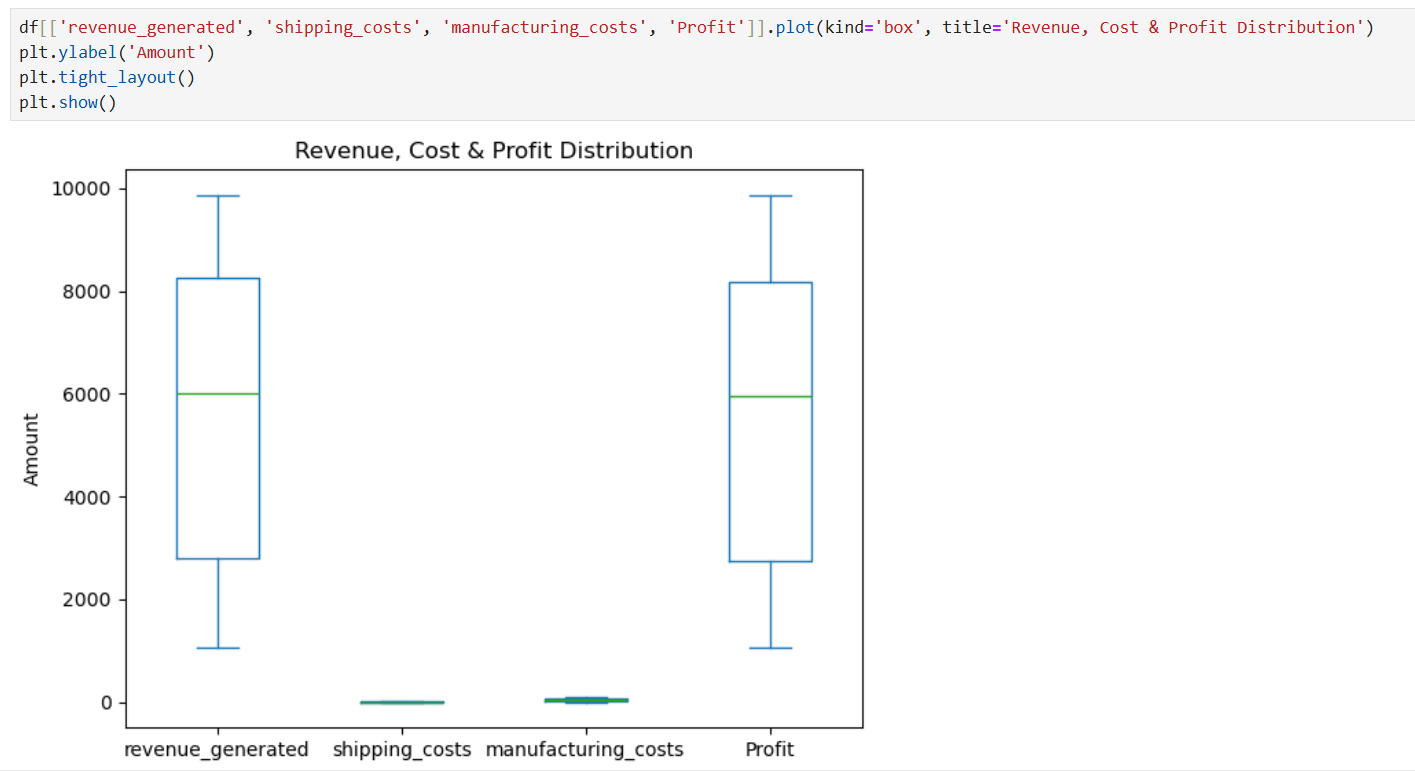 df[['revenue_generated', 'shipping_costs', 'manufacturing_costs', 'Profit']].plot(kind='box', title='Revenue, Cost & Profit Distribution')
plt.ylabel('Amount')
plt.tight_layout()
plt.show()
Revenue, Cost & Profit Distribution
10000
8000
6000
4000
2000
0
Amount
revenue_generated shipping_costs manufacturing_costs Profit